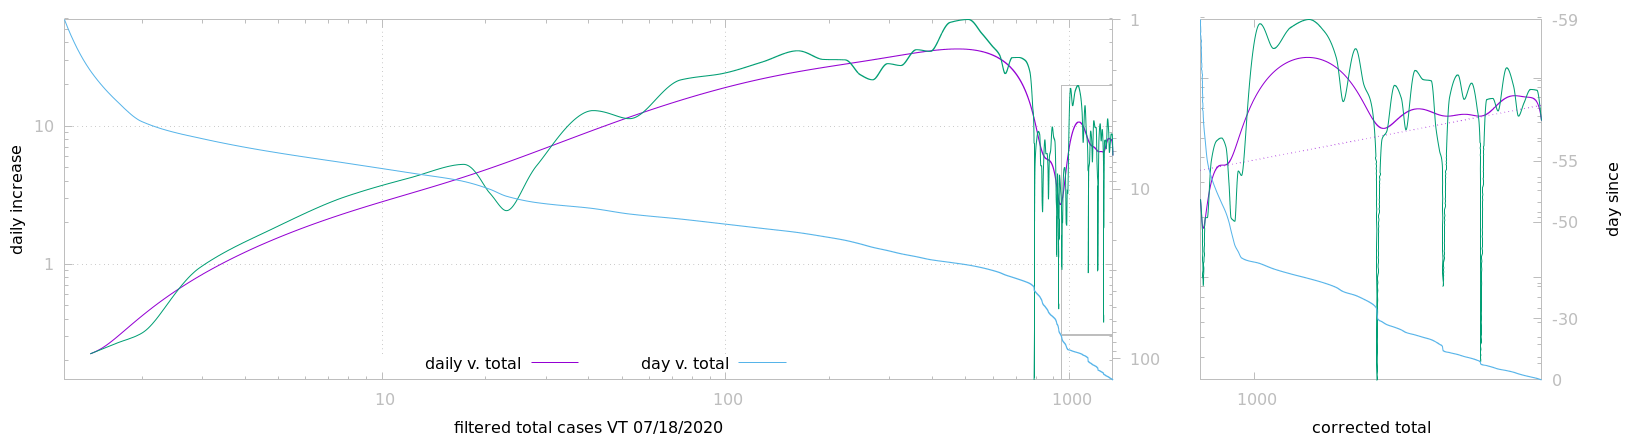 1
-59
10
-55
daily increase
10
day since
-50
1
-30
daily v. total
day v. total
100
0
10
100
1000
1000
filtered total cases VT 07/18/2020
corrected total